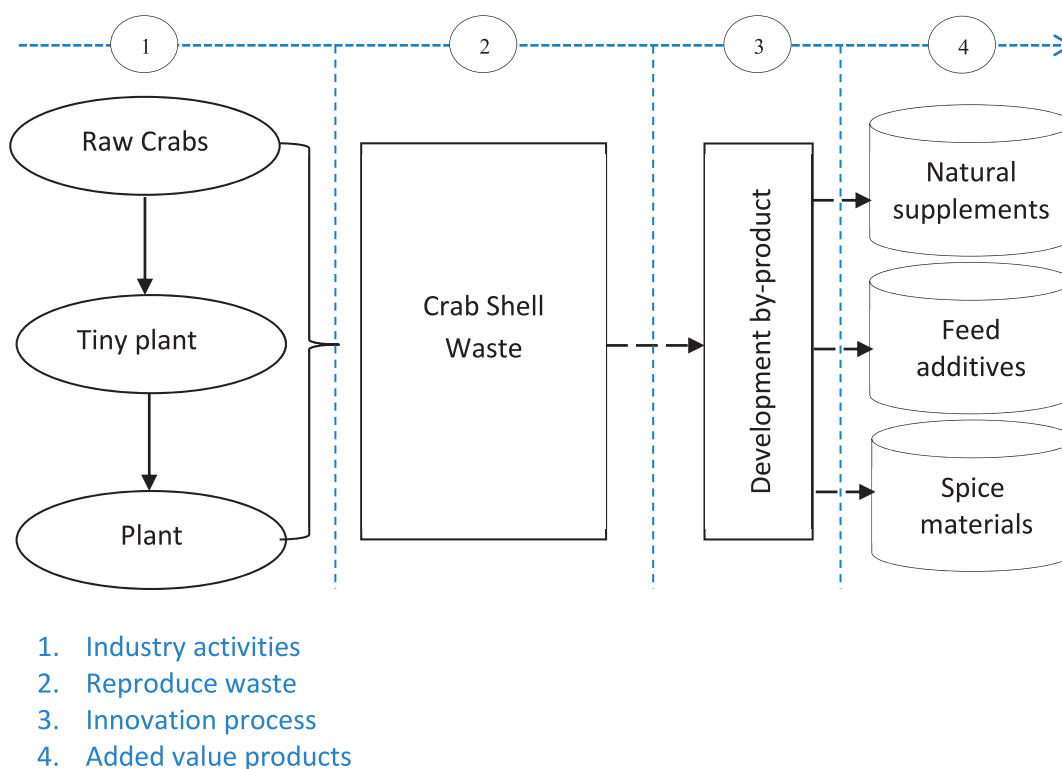 1
2
3
4
Raw Crabs
Tiny plant
Plant
Crab Shell
Waste
Development by-product
Natural
supplements
Feed
additives
Spice
materials
1. Industry activities
2. Reproduce waste
3. Innovation process
4. Added value products